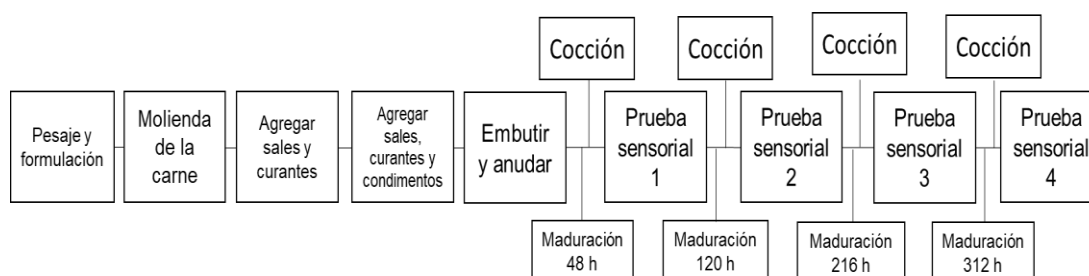 Cocción
Cocción
Cocción
Cocción
Pesaje y
formulación
Molienda
de la
carne
Agregar
sales y
curantes
Agregar
sales,
curantes y
condimentos
Embutir
y anudar
Prueba
sensorial
1
Prueba
sensorial
2
Prueba
sensorial
3
Prueba
sensorial
4
Maduración
48 h
Maduración
120 h
Maduración
216 h
Maduración
312 h